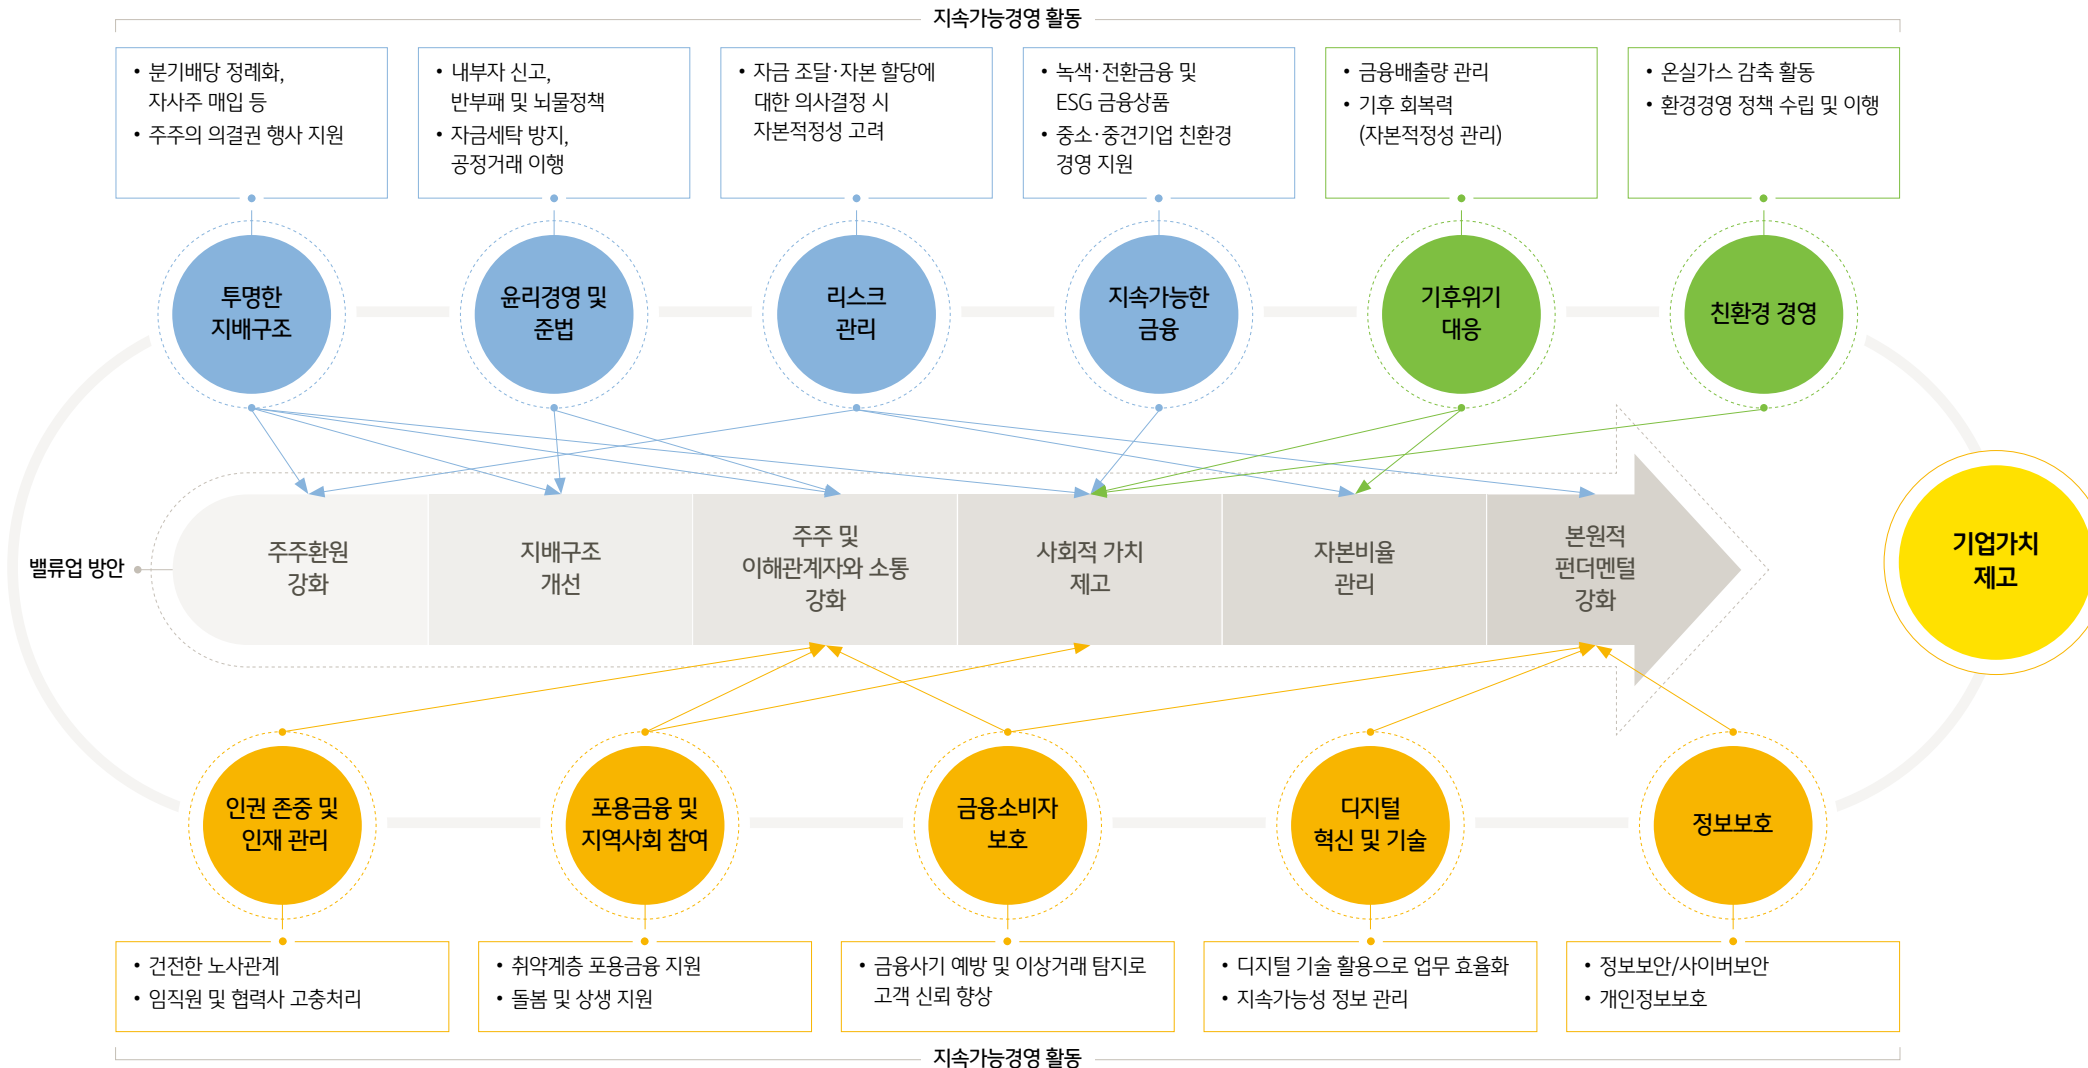 지속가능경영 활동
• 분기배당 정례화,
자사주 매입 등
• 주주의 의결권 행사 지원
• 내부자 신고,
반부패 및 뇌물정책
• 자금세탁 방지,
공정거래 이행
• 자금 조달·자본 할당에
대한 의사결정 시
자본적정성 고려
• 녹색·전환금융 및
ESG 금융상품
• 중소·중견기업 친환경
경영 지원
• 금융배출량 관리
• 기후 회복력
(자본적정성 관리)
• 온실가스 감축 활동
• 환경경영 정책 수립 및 이행
투명한
지배구조
윤리경영 및
준법
리스크
관리
지속가능한
금융
기후위기
대응
친환경 경영
밸류업 방안
주주환원
강화
지배구조
개선
주주 및
이해관계자와 소통
강화
사회적 가치
제고
자본비율
관리
본원적
펀더멘털
강화
기업가치
제고
인권 존중 및
인재 관리
포용금융 및
지역사회 참여
금융소비자
보호
디지털
혁신 및 기술
정보보호
• 건전한 노사관계
• 임직원 및 협력사 고충처리
• 취약계층 포용금융 지원
• 돌봄 및 상생 지원
• 금융사기 예방 및 이상거래 탐지로
고객 신뢰 향상
• 디지털 기술 활용으로 업무 효율화
• 지속가능성 정보 관리
• 정보보안/사이버보안
• 개인정보보호
지속가능경영 활동